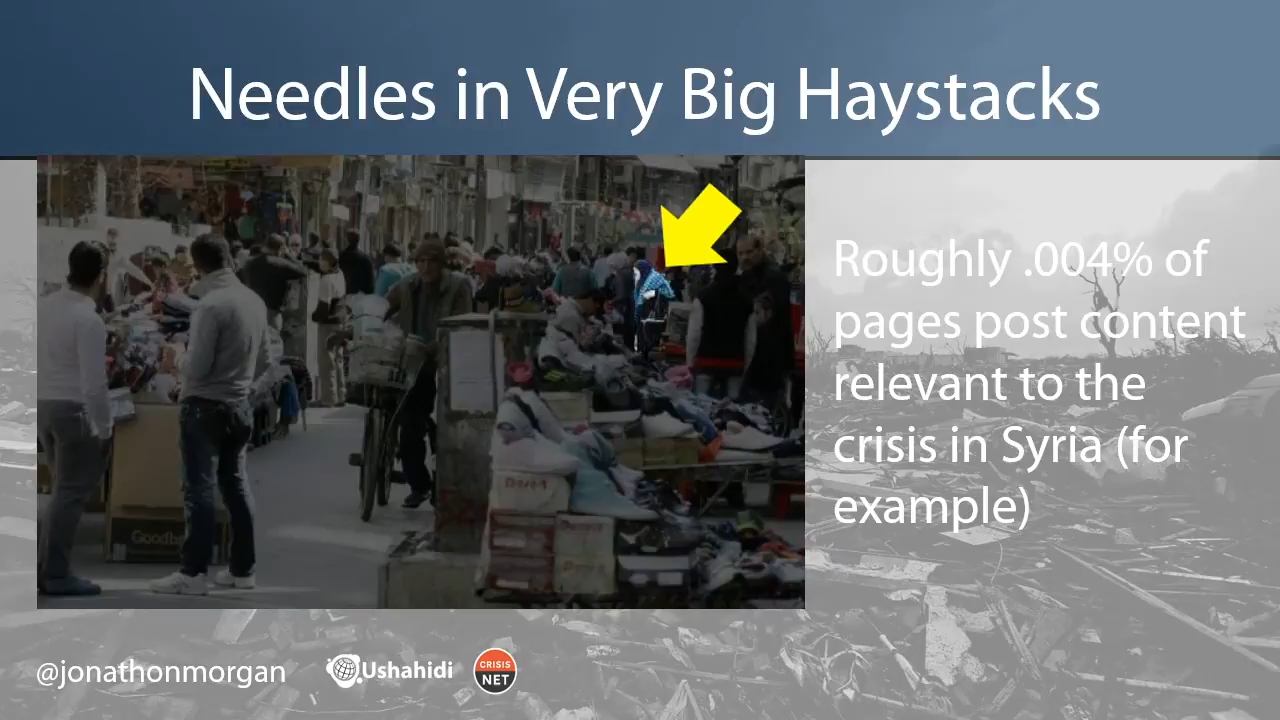 Needles in Very Big Haystacks
Roughly .004% of
pages post content
relevant to the
crisis in Syria (for
example)
@jonathonmorgan
Ushahidi
CRISIS
NET